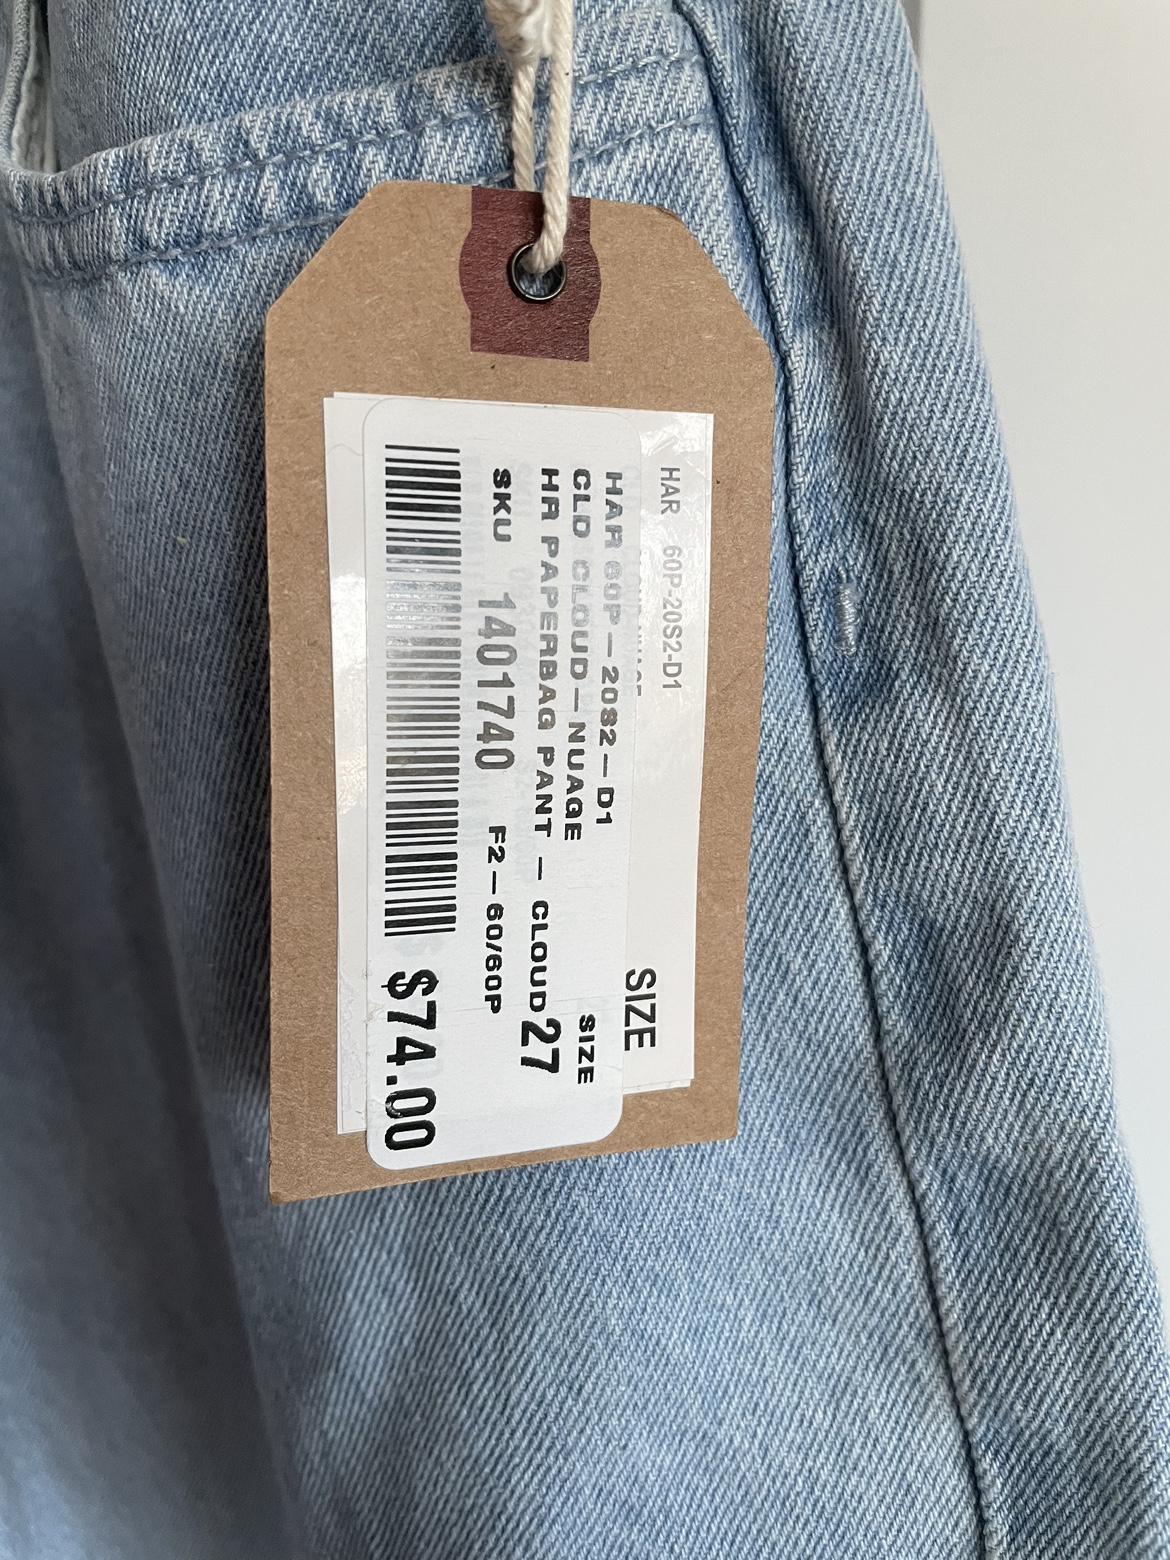 HAR 60P-20S2-D1
SIZE
HAR 60P-20S2-D1
CLD CLOUD-NUAGE SIZE
HR PAPERBAG PANT - CLOUD 27
SKU 1401740 F2-60/60P
$74.00